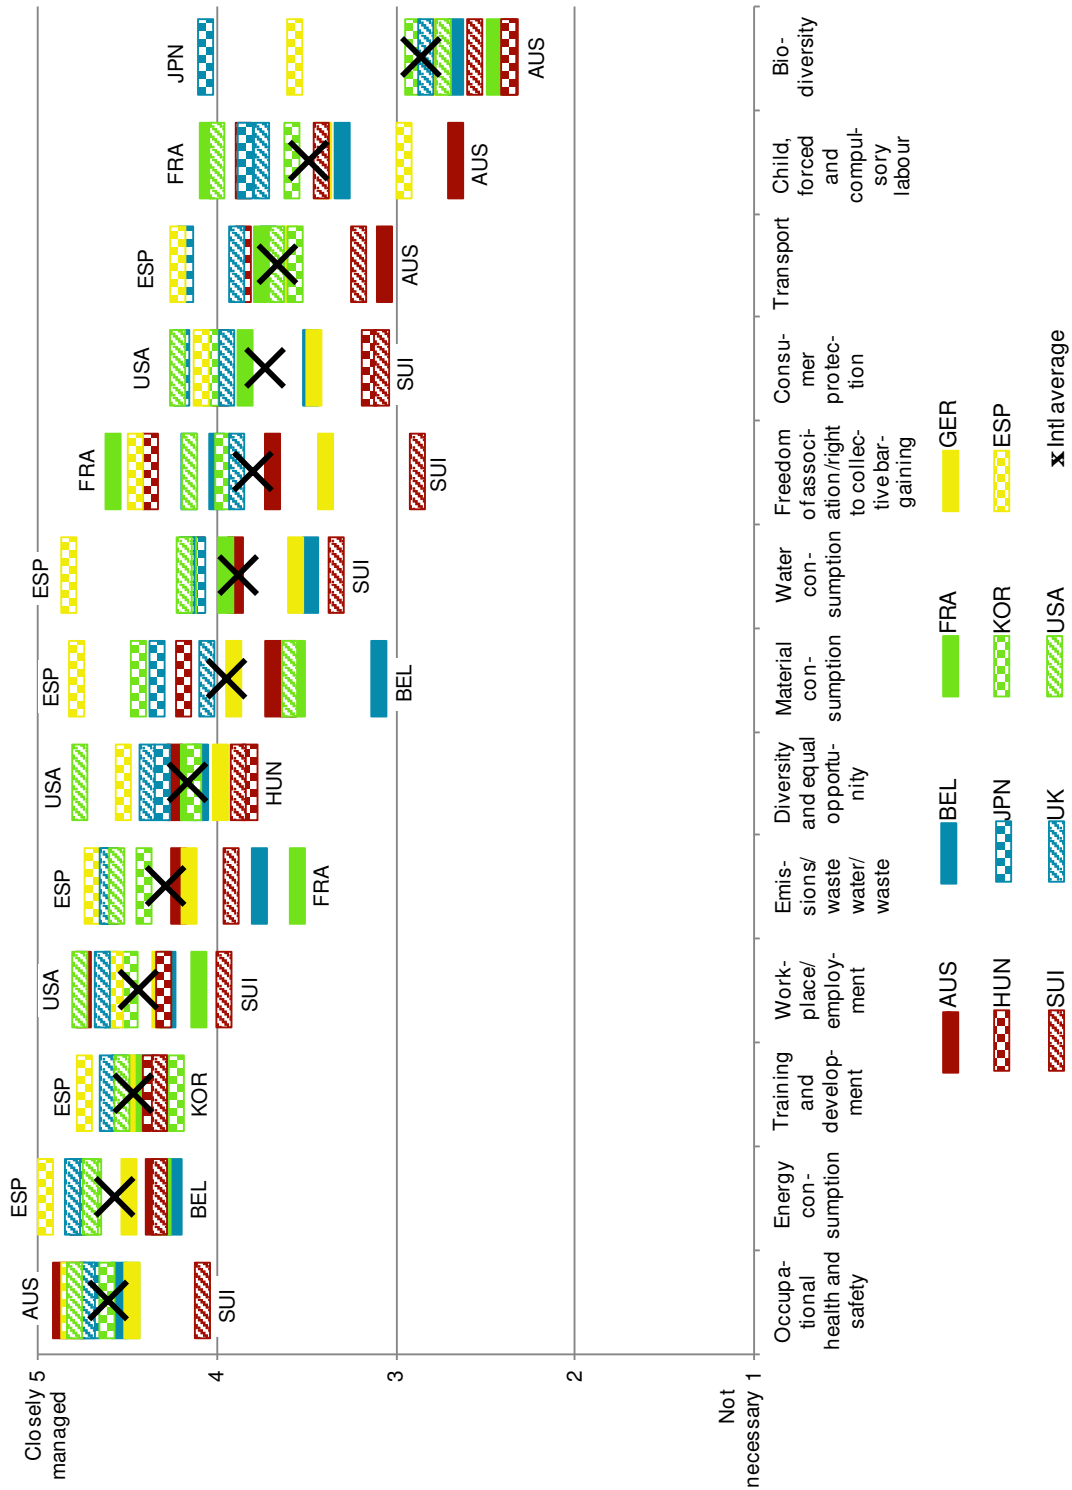 Closely 5
managed
4
3
2
Not
necessary 1
AUS
SUI
ESP
BEL
ESP
KOR
USA
SUI
ESP
FRA
USA
HUN
ESP
BEL
ESP
SUI
FRA
SUI
USA
SUI
ESP
AUS
FRA
AUS
JPN
AUS
Occupa-
tional
health and
safety
Energy
con-
sumption
Training
and
develop-
ment
Work-
place/
employ-
ment
Emis-
sions/
waste
water/
waste
Diversity
and equal
opportu-
nity
Material
con-
sumption
Water
con-
sumption
Freedom
of associ-
ation/right
to collec-
tive bar-
gaining
Consu-
mer
protec-
tion
Transport
Child,
forced
and
compul-
sory
labour
Bio-
diversity
AUS
BEL
FRA
GER
HUN
JPN
KOR
ESP
SUI
UK
USA
x Intl average